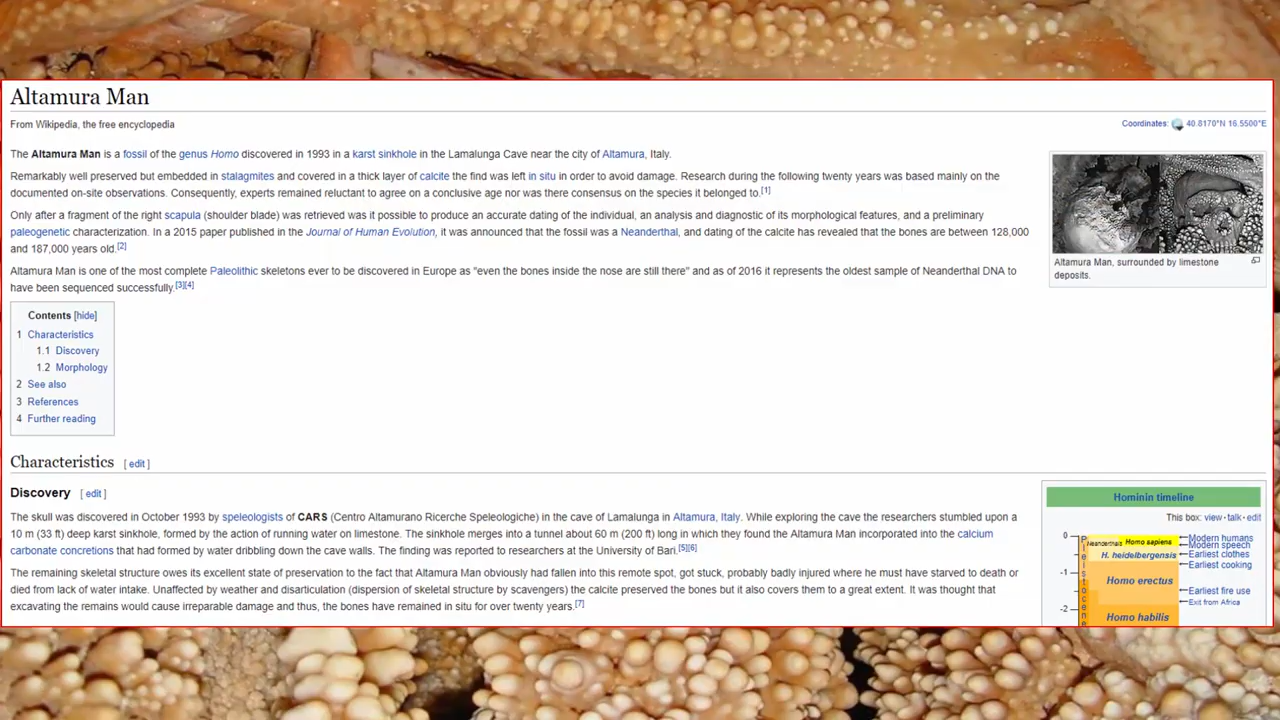 Altamura Man
From Wikipedia, the free encyclopedia
Coordinates: 40.8170°N 16.5500°E
The Altamura Man is a fossil of the genus Homo discovered in 1993 in a karst sinkhole in the Lamalunga Cave near the city of Altamura, Italy.
Remarkably well preserved but embedded in stalagmites and covered in a thick layer of calcite the find was left in situ in order to avoid damage. Research during the following twenty years was based mainly on the
documented on-site observations. Consequently, experts remained reluctant to agree on a conclusive age nor was there consensus on the species it belonged to.[1]
Only after a fragment of the right scapula (shoulder blade) was retrieved was it possible to produce an accurate dating of the individual, an analysis and diagnostic of its morphological features, and a preliminary
paleogenetic characterization. In a 2015 paper published in the Journal of Human Evolution, it was announced that the fossil was a Neanderthal, and dating of the calcite has revealed that the bones are between 128,000
and 187,000 years old.[2]
Altamura Man is one of the most complete Paleolithic skeletons ever to be discovered in Europe as "even the bones inside the nose are still there" and as of 2016 it represents the oldest sample of Neanderthal DNA to
have been sequenced successfully.[3][4]
Altamura Man, surrounded by limestone
deposits.
Contents [hide]
1 Characteristics
1.1 Discovery
1.2 Morphology
2 See also
3 References
4 Further reading
Characteristics [ edit ]
Discovery [ edit ]
The skull was discovered in October 1993 by speleologists of CARS (Centro Altamurano Ricerche Speleologiche) in the cave of Lamalunga in Altamura, Italy. While exploring the cave the researchers stumbled upon a
10 m (33 ft) deep karst sinkhole, formed by the action of running water on limestone. The sinkhole merges into a tunnel about 60 m (200 ft) long in which they found the Altamura Man incorporated into the calcium
carbonate concretions that had formed by water dribbling down the cave walls. The finding was reported to researchers at the University of Bari.[5][6]
The remaining skeletal structure owes its excellent state of preservation to the fact that Altamura Man obviously had fallen into this remote spot, got stuck, probably badly injured where he must have starved to death or
died from lack of water intake. Unaffected by weather and disarticulation (dispersion of skeletal structure by scavengers) the calcite preserved the bones but it also covers them to a great extent. It was thought that
excavating the remains would cause irreparable damage and thus, the bones have remained in situ for over twenty years.[7]
Hominin timeline
This box: view · talk · edit
0
-1
-2
Pleistocene
Neanderthals
Homo sapiens
H. heidelbergensis
Homo erectus
Homo habilis
Modern humans
Modern speech
Earliest clothes
Earliest cooking
Earliest fire use
Exit from Africa